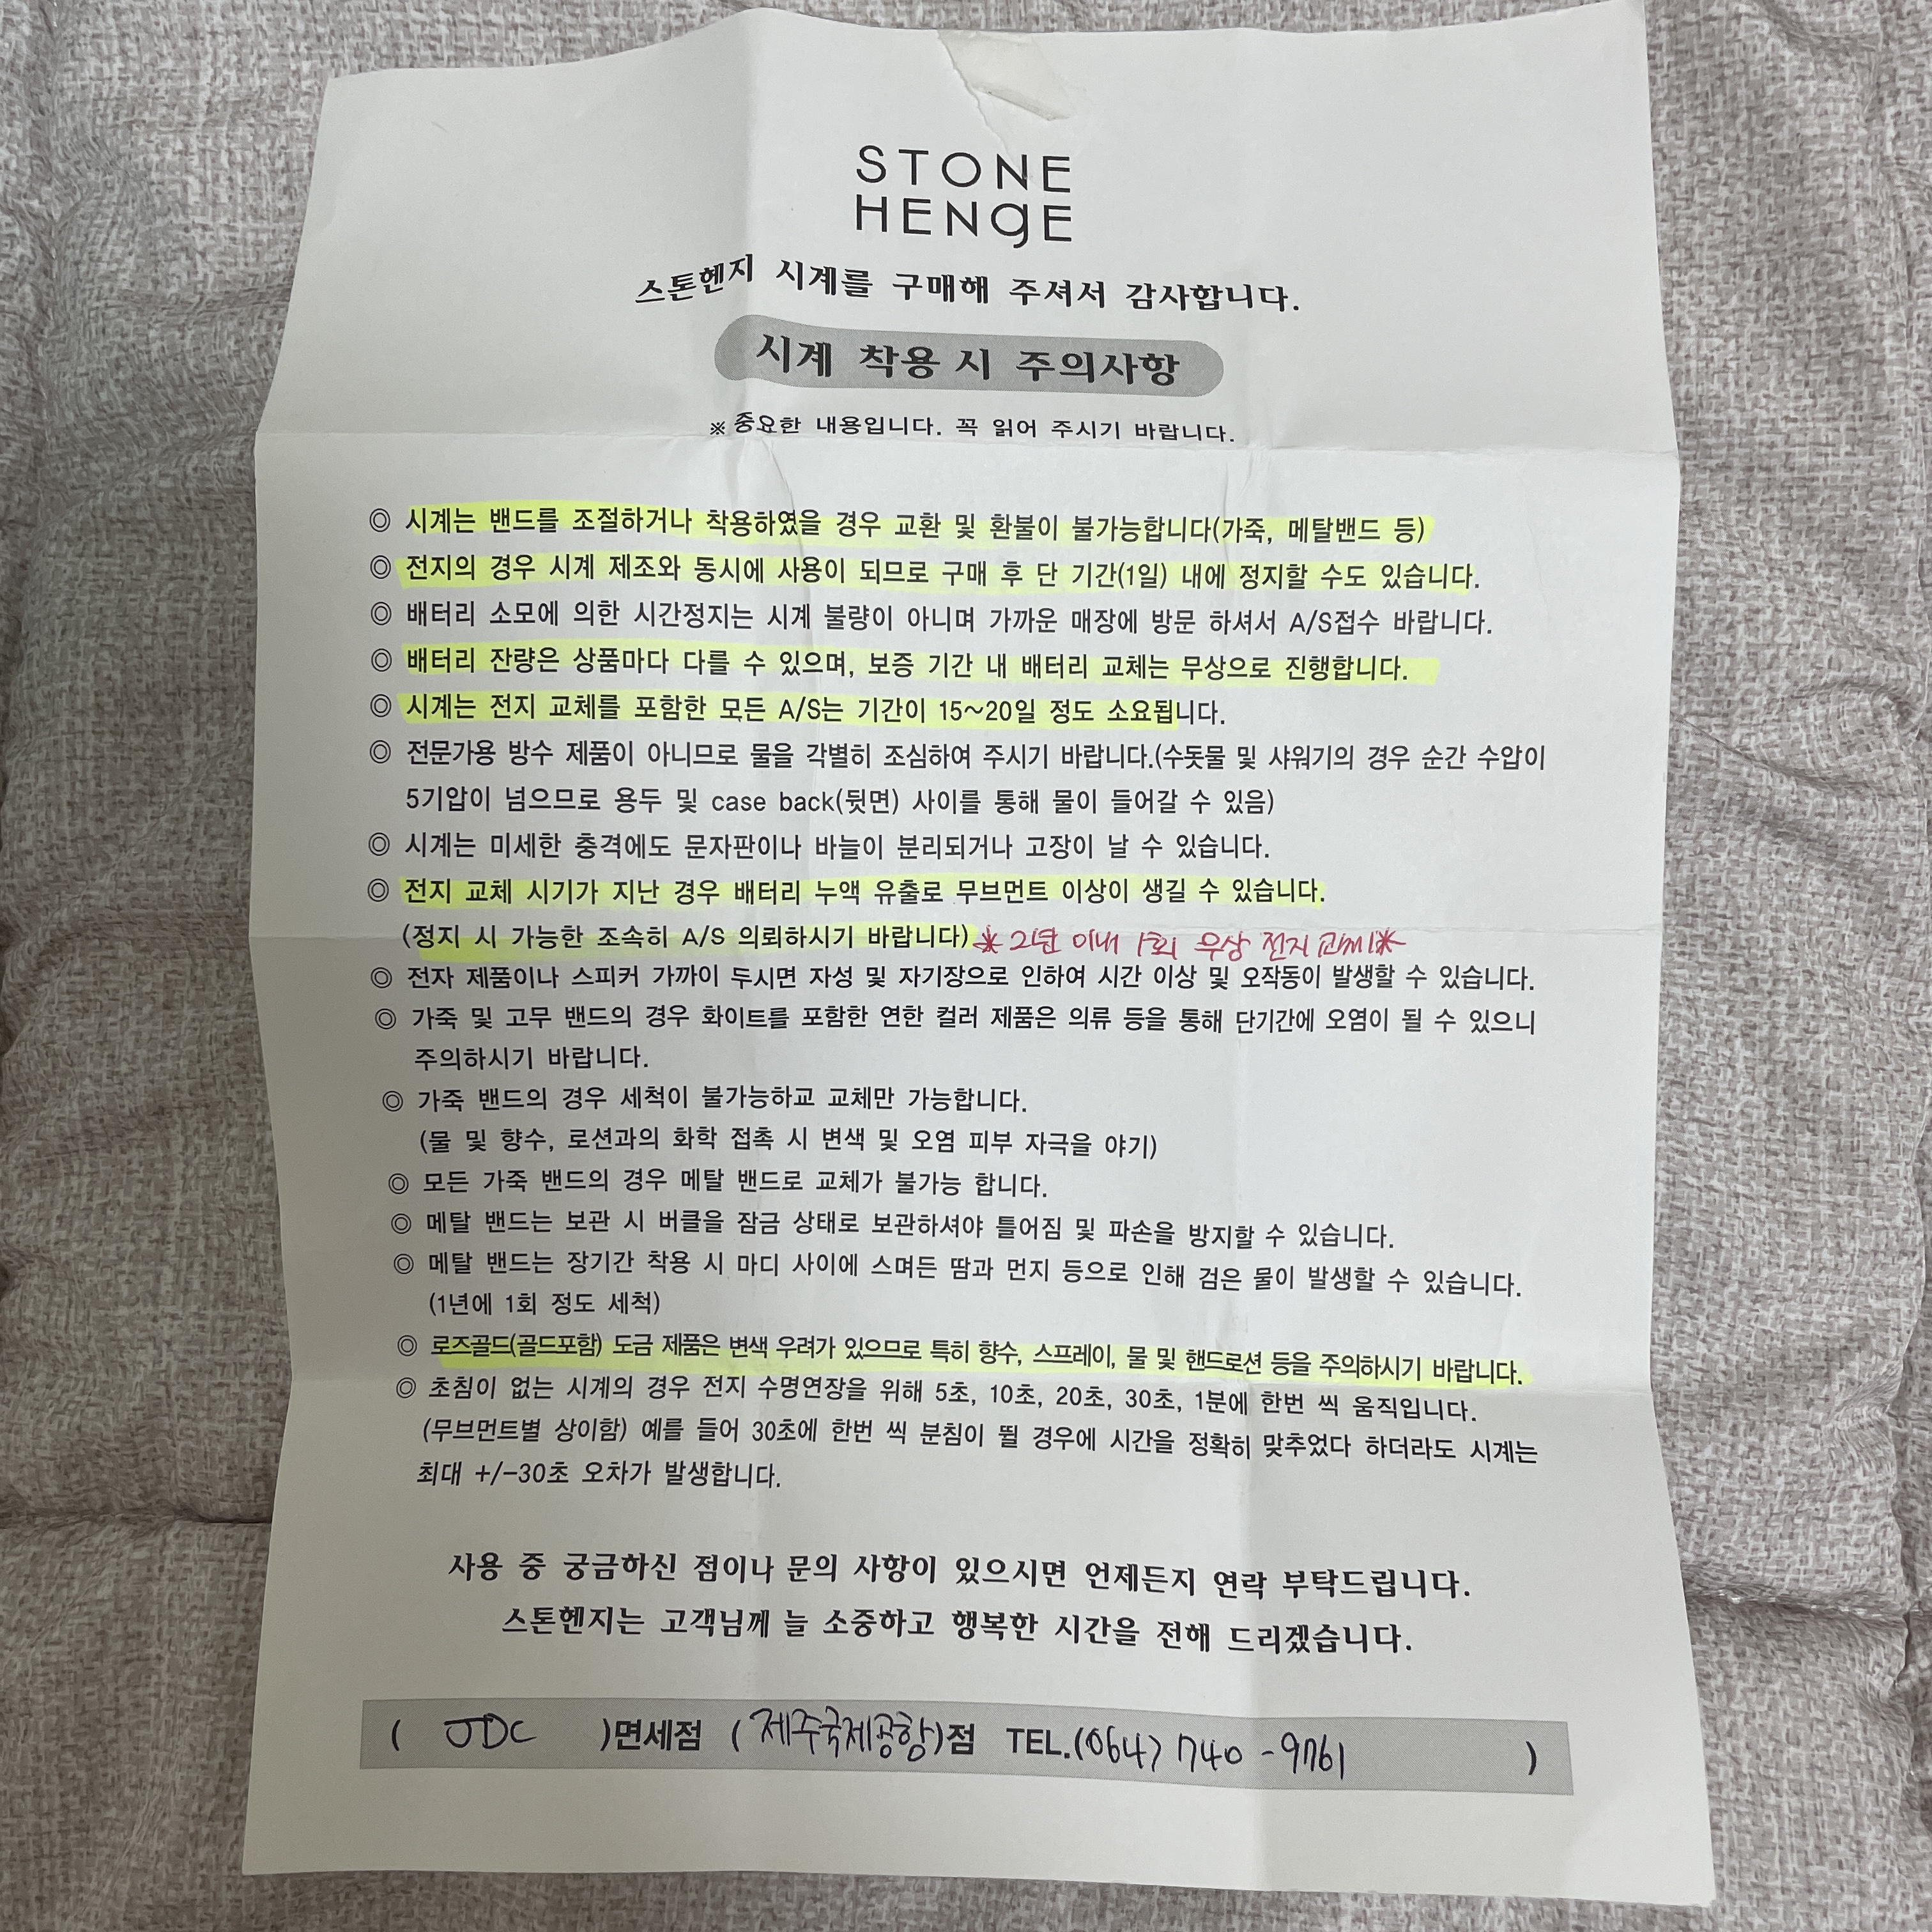 STONE
HENgE
스톤헨지 시계를 구매해 주셔서 감사합니다.
시계 착용 시 주의사항
※ 중요한 내용입니다. 꼭 읽어 주시기 바랍니다.
◎ 시계는 밴드를 조절하거나 착용하였을 경우 교환 및 환불이 불가능합니다(가죽, 메탈밴드 등)
◎ 전지의 경우 시계 제조와 동시에 사용이 되므로 구매 후 단 기간(1일) 내에 정지할 수도 있습니다.
◎ 배터리 소모에 의한 시간정지는 시계 불량이 아니며 가까운 매장에 방문 하셔서 A/S접수 바랍니다.
◎ 배터리 잔량은 상품마다 다를 수 있으며, 보증 기간 내 배터리 교체는 무상으로 진행합니다.
◎ 시계는 전지 교체를 포함한 모든 A/S는 기간이 15~20일 정도 소요됩니다.
◎ 전문가용 방수 제품이 아니므로 물을 각별히 조심하여 주시기 바랍니다.(수돗물 및 샤워기의 경우 순간 수압이
5기압이 넘으므로 용두 및 case back(뒷면) 사이를 통해 물이 들어갈 수 있음)
◎ 시계는 미세한 충격에도 문자판이나 바늘이 분리되거나 고장이 날 수 있습니다.
◎ 전지 교체 시기가 지난 경우 배터리 누액 유출로 무브먼트 이상이 생길 수 있습니다.
(정지 시 가능한 조속히 A/S 의뢰하시기 바랍니다) ※ 2년 이내 1회 무상 전지 교체 ※
◎ 전자 제품이나 스피커 가까이 두시면 자성 및 자기장으로 인하여 시간 이상 및 오작동이 발생할 수 있습니다.
◎ 가죽 및 고무 밴드의 경우 화이트를 포함한 연한 컬러 제품은 의류 등을 통해 단기간에 오염이 될 수 있으니
주의하시기 바랍니다.
◎ 가죽 밴드의 경우 세척이 불가능하교 교체만 가능합니다.
(물 및 향수, 로션과의 화학 접촉 시 변색 및 오염 피부 자극을 야기)
◎ 모든 가죽 밴드의 경우 메탈 밴드로 교체가 불가능 합니다.
◎ 메탈 밴드는 보관 시 버클을 잠금 상태로 보관하셔야 틀어짐 및 파손을 방지할 수 있습니다.
◎ 메탈 밴드는 장기간 착용 시 마디 사이에 스며든 땀과 먼지 등으로 인해 검은 물이 발생할 수 있습니다.
(1년에 1회 정도 세척)
◎ 로즈골드(골드포함) 도금 제품은 변색 우려가 있으므로 특히 향수, 스프레이, 물 및 핸드로션 등을 주의하시기 바랍니다.
◎ 초침이 없는 시계의 경우 전지 수명연장을 위해 5초, 10초, 20초, 30초, 1분에 한번 씩 움직입니다.
(무브먼트별 상이함) 예를 들어 30초에 한번 씩 분침이 뛸 경우에 시간을 정확히 맞추었다 하더라도 시계는
최대 +/-30초 오차가 발생합니다.
사용 중 궁금하신 점이나 문의 사항이 있으시면 언제든지 연락 부탁드립니다.
스톤헨지는 고객님께 늘 소중하고 행복한 시간을 전해 드리겠습니다.
( JDC )면세점 (제주국제공항)점 TEL.(064) 740-9761 )